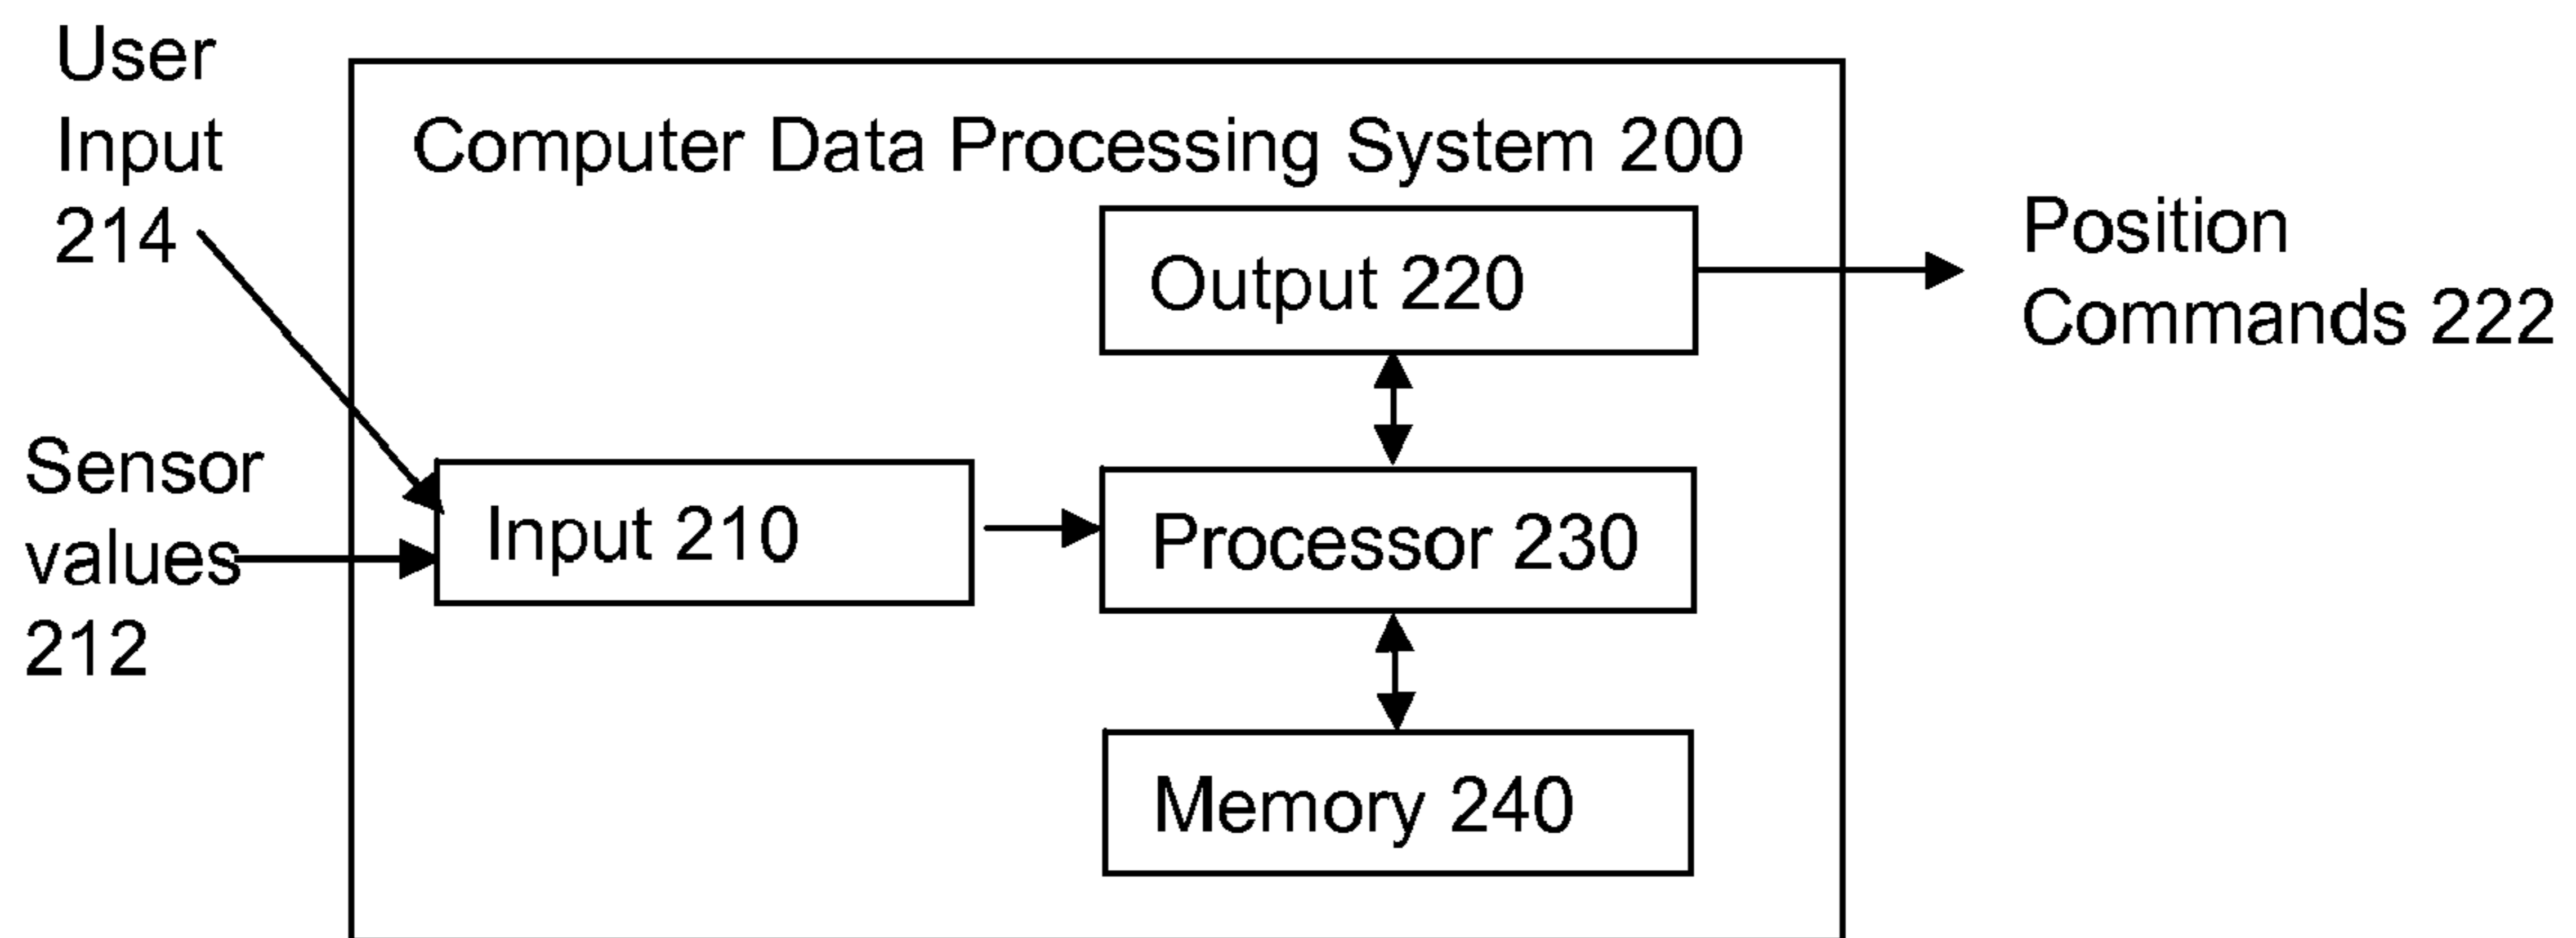 User
Input
214
Computer Data Processing System 200
Output 220
Position
Commands 222
Sensor
values
212
Input 210
Processor 230
Memory 240